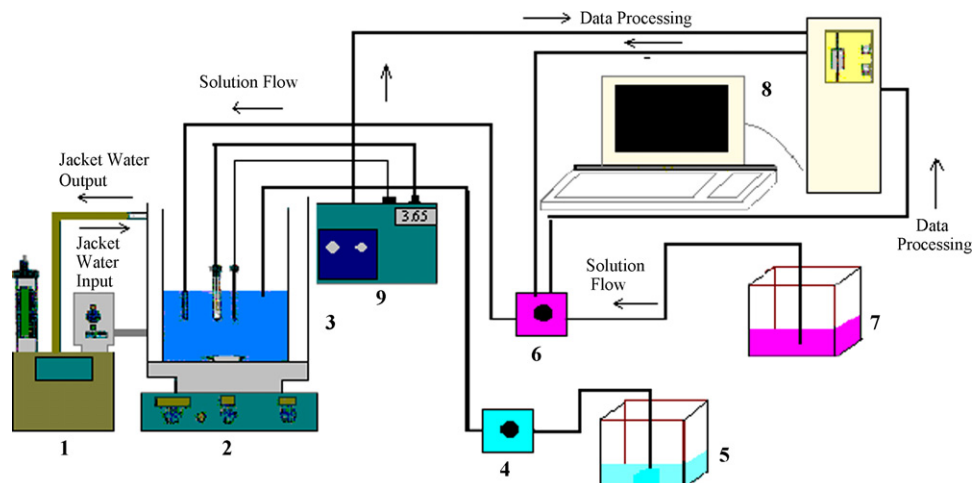 Data Processing
Solution Flow
8
Jacket Water
Output
3.65
Jacket
Water
Input
Data
Processing
Solution
Flow
9
3
7
6
1
2
4
5